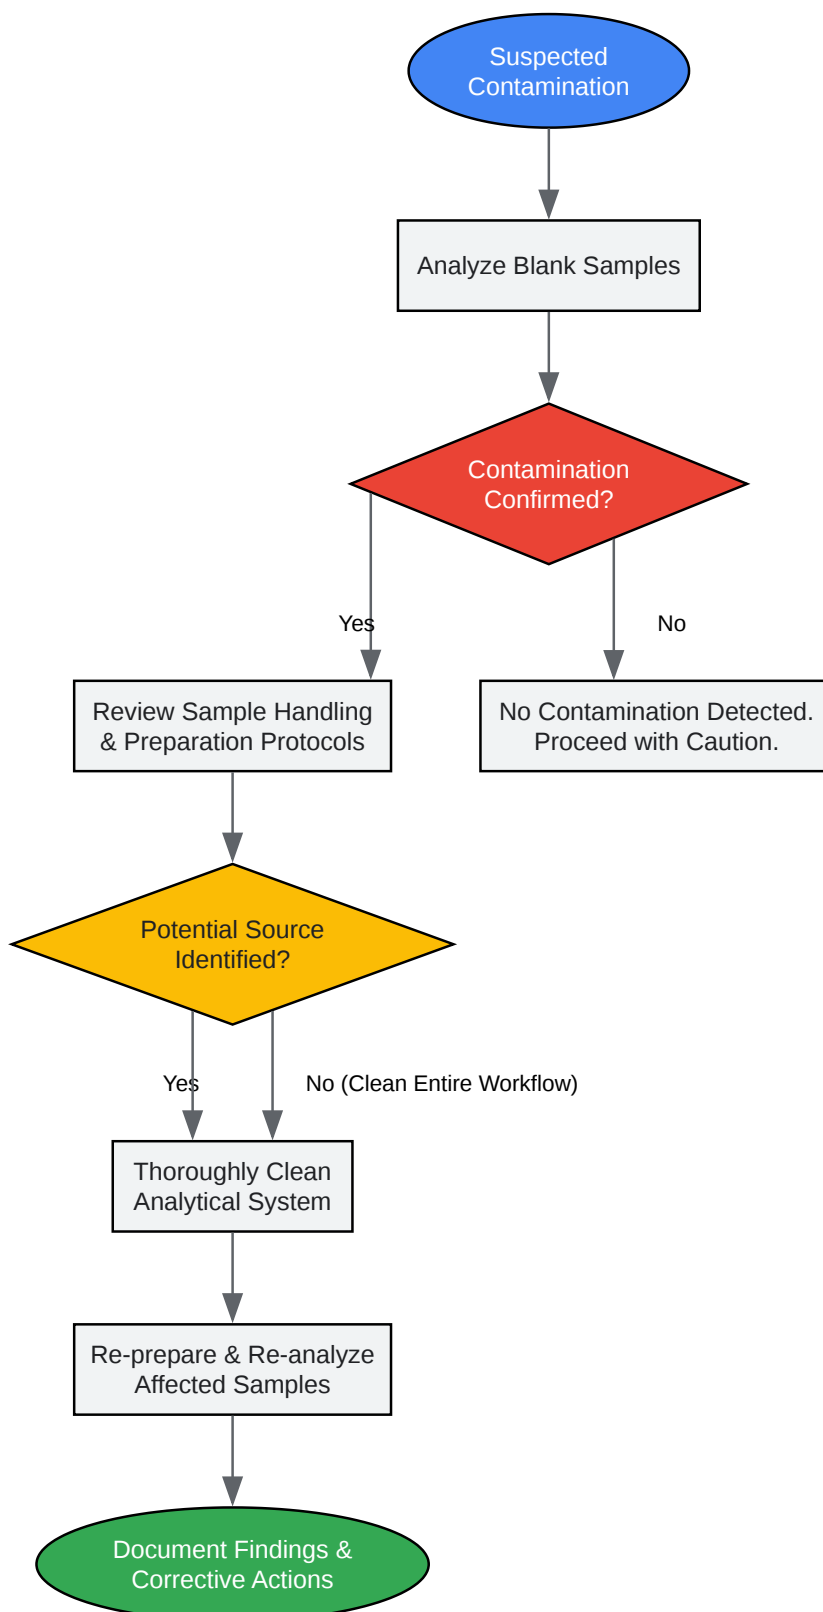 Suspected
Contamination
Analyze Blank Samples
Contamination
Confirmed?
Yes
No
Review Sample Handling
& Preparation Protocols
No Contamination Detected.
Proceed with Caution.
Potential Source
Identified?
Yes
No (Clean Entire Workflow)
Thoroughly Clean
Analytical System
Re-prepare & Re-analyze
Affected Samples
Document Findings &
Corrective Actions